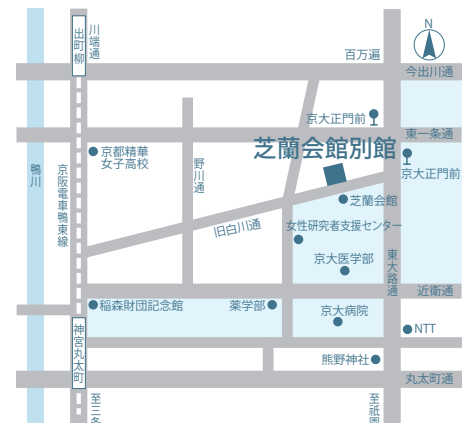 N
出町柳
川端通
百万遍
今出川通
京大正門前
東一条通
芝蘭会館別館
京都精華
女子高校
京大正門前
鴨川
京阪電車鴨東線
野川通
芝蘭会館
旧白川通
女性研究者支援センター
京大医学部
東大路通
近衛通
稲森財団記念館
薬学部
京大病院
神宮丸太町
NTT
熊野神社
丸太町通
至三条
至祇園